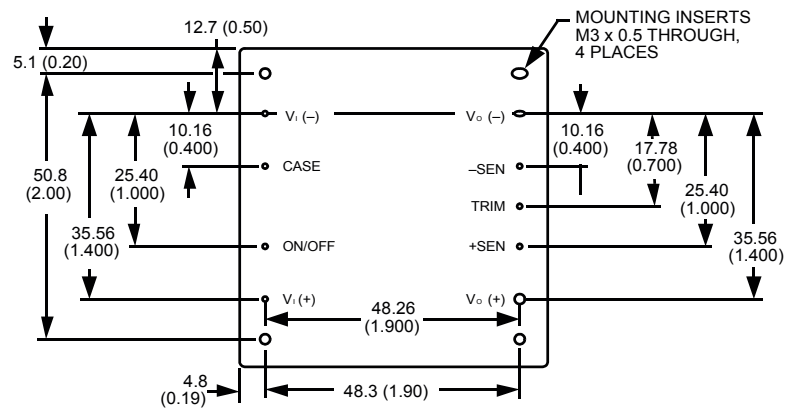 12.7 (0.50)
MOUNTING INSERTS
M3 x 0.5 THROUGH,
4 PLACES
5.1 (0.20)
VI (–)
VO (–)
10.16
(0.400)
10.16
(0.400)
17.78
(0.700)
CASE
–SEN
50.8
(2.00)
25.40
(1.000)
25.40
(1.000)
TRIM
35.56
(1.400)
35.56
(1.400)
ON/OFF
+SEN
VI (+)
VO (+)
48.26
(1.900)
4.8
(0.19)
48.3 (1.90)